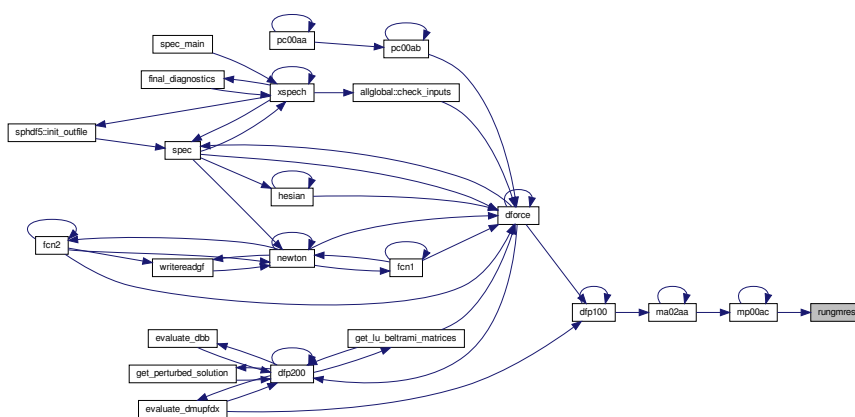 pc00aa
pc00ab
spec_main
final_diagnostics
xspech
allglobal::check_inputs
sphdf5::init_outfile
spec
hesian
dforce
fcn2
writereadgf
newton
fcn1
dfp100
ma02aa
mp00ac
rungmres
evaluate_dbb
get_lu_beltrami_matrices
get_perturbed_solution
dfp200
evaluate_dmupfdx